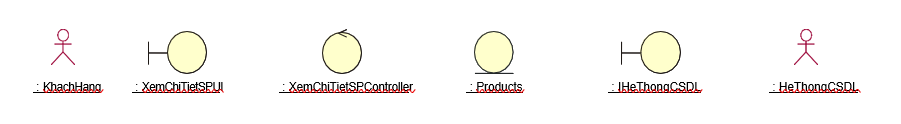 : KhachHang : XemChiTietSPUI : XemChiTietSPController : Products : IHeThongCSDL : HeThongCSDL